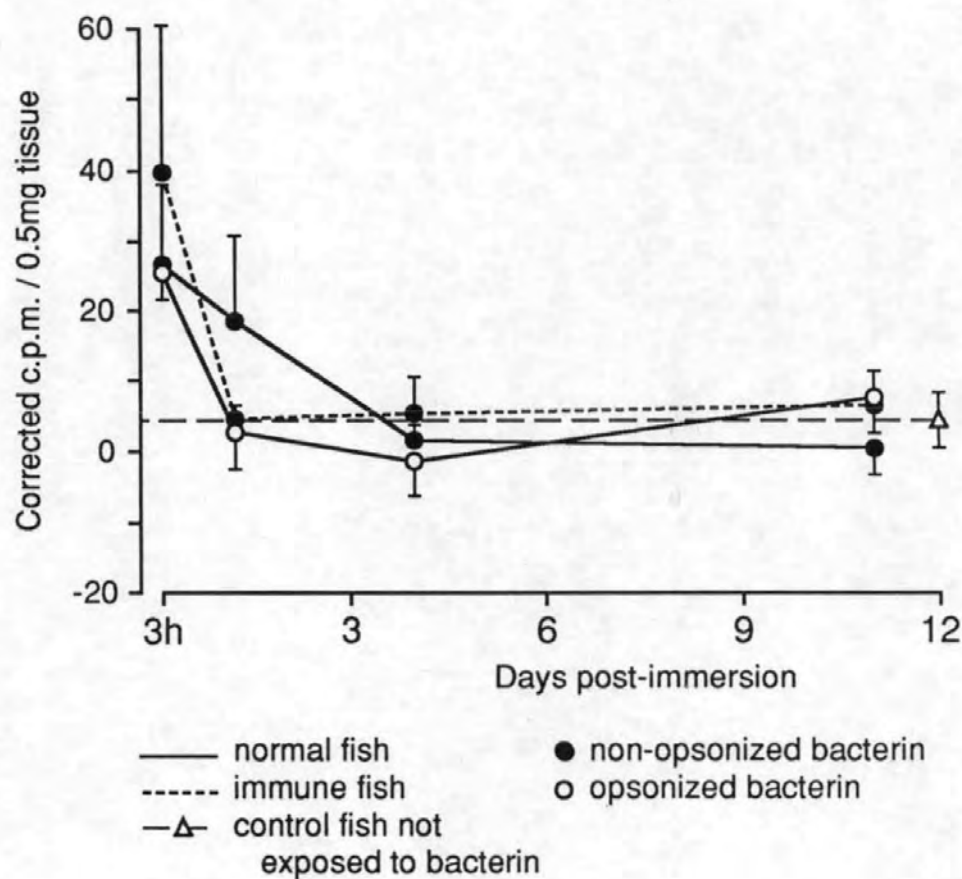 60
40
20
0
-20
Corrected c.p.m. / 0.5mg tissue
3h 3 6 9 12
Days post-immersion
normal fish
immune fish
control fish not
exposed to bacterin
non-opsonized bacterin
opsonized bacterin